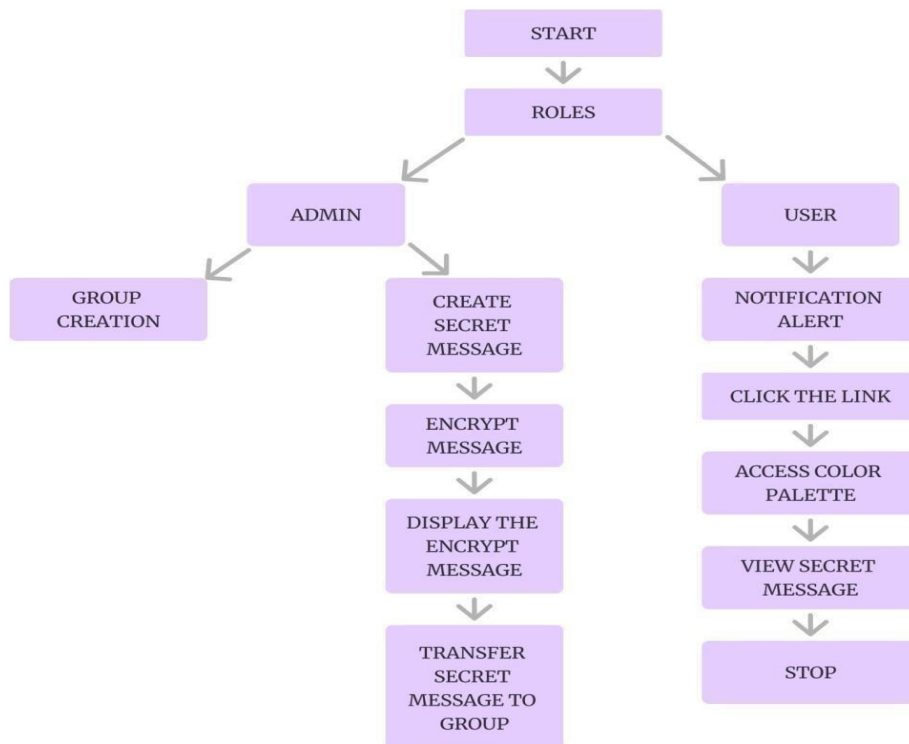 START
ROLES
ADMIN
USER
GROUP
CREATION
CREATE
SECRET
MESSAGE
NOTIFICATION
ALERT
ENCRYPT
MESSAGE
CLICK THE LINK
DISPLAY THE
ENCRYPT
MESSAGE
ACCESS COLOR
PALETTE
TRANSFER
SECRET
MESSAGE TO
GROUP
VIEW SECRET
MESSAGE
STOP